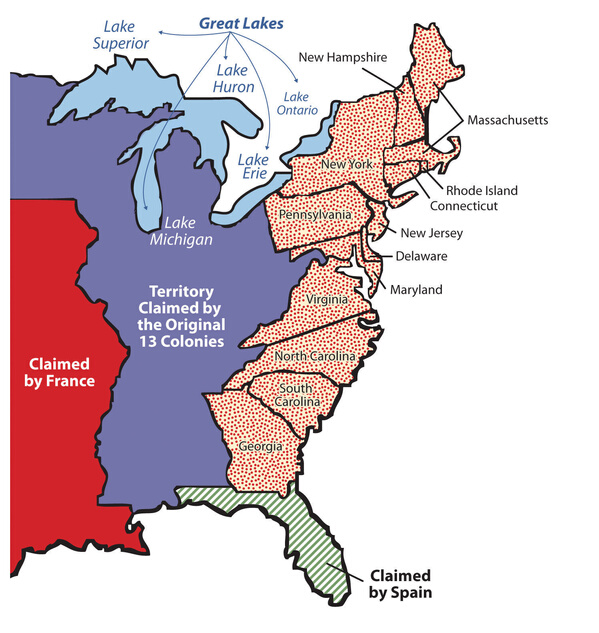 Great Lakes
Lake
Superior
Lake
Huron
Lake
Ontario
Lake
Erie
Lake
Michigan
New Hampshire
Massachusetts
New York
Rhode Island
Connecticut
Pennsylvania
New Jersey
Delaware
Maryland
Virginia
North Carolina
South
Carolina
Georgia
Territory
Claimed by
the Original
13 Colonies
Claimed
by France
Claimed
by Spain